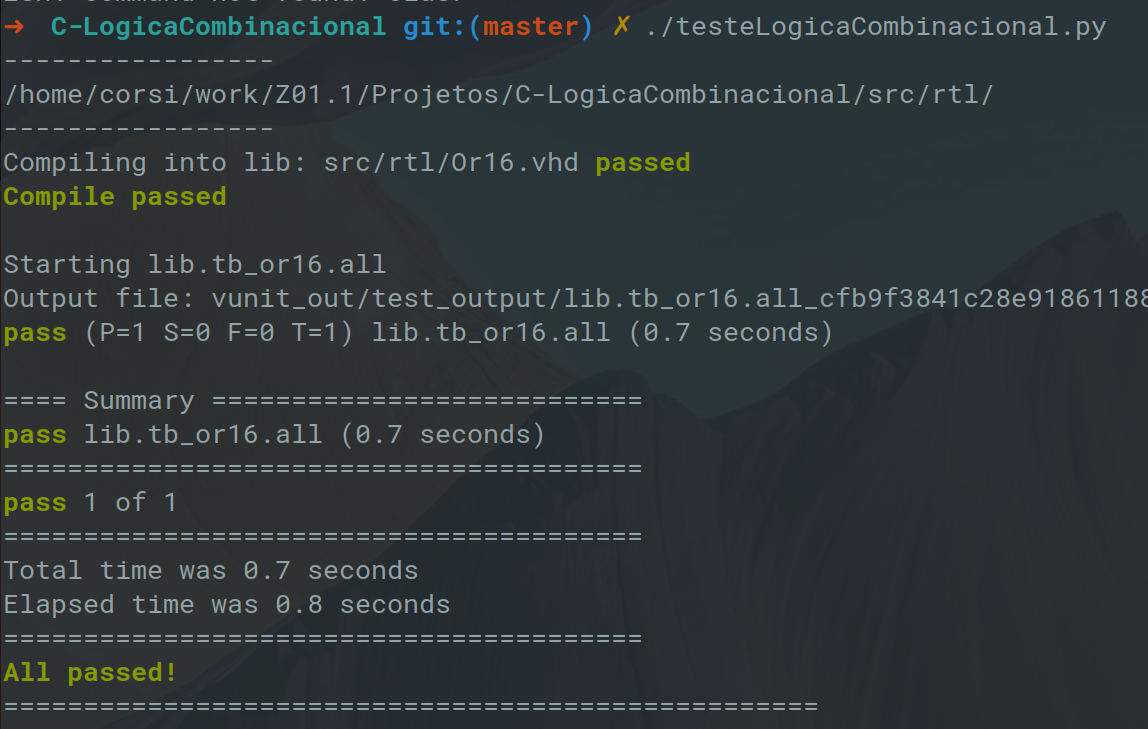 ➜  C-LogicaCombinacional git:(master) ✗ ./testeLogicaCombinacional.py
-----------------
/home/corsi/work/Z01.1/Projetos/C-LogicaCombinacional/src/rtl/
-----------------
Compiling into lib: src/rtl/Or16.vhd passed
Compile passed

Starting lib.tb_or16.all
Output file: vunit_out/test_output/lib.tb_or16.all_cfb9f3841c28e91861188
pass (P=1 S=0 F=0 T=1) lib.tb_or16.all (0.7 seconds)

==== Summary ===========================
pass lib.tb_or16.all (0.7 seconds)
========================================
pass 1 of 1
========================================
Total time was 0.7 seconds
Elapsed time was 0.8 seconds
========================================
All passed!
===================================================